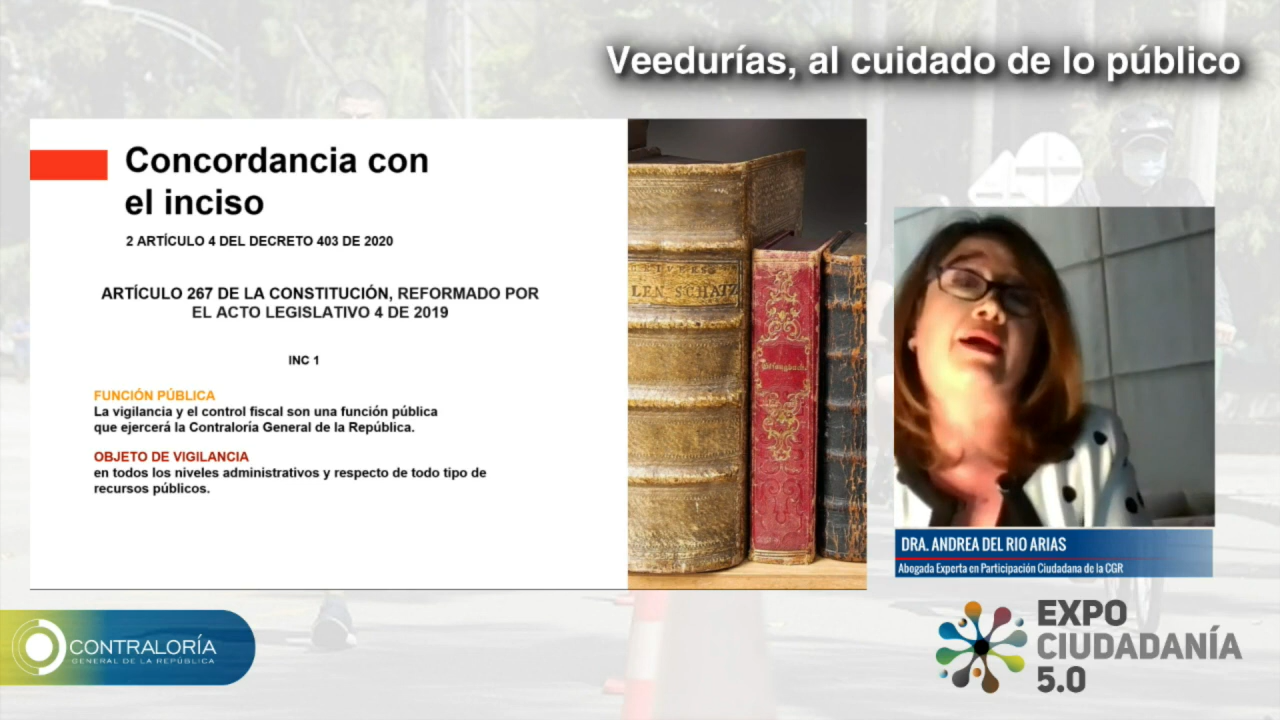 Veedurías, al cuidado de lo público
Concordancia con
el inciso
2 ARTÍCULO 4 DEL DECRETO 403 DE 2020
ARTÍCULO 267 DE LA CONSTITUCIÓN, REFORMADO POR
EL ACTO LEGISLATIVO 4 DE 2019
INC 1
FUNCIÓN PÚBLICA
La vigilancia y el control fiscal son una función pública
que ejercerá la Contraloría General de la República.
OBJETO DE VIGILANCIA
en todos los niveles administrativos y respecto de todo tipo de
recursos públicos.
LEN SCHATZ
DRA. ANDREA DEL RIO ARIAS
Abogada Experta en Participación Ciudadana de la CGR
CONTRALORÍA
GENERAL DE LA REPÚBLICA
EXPO
CIUDADANÍA
5.0